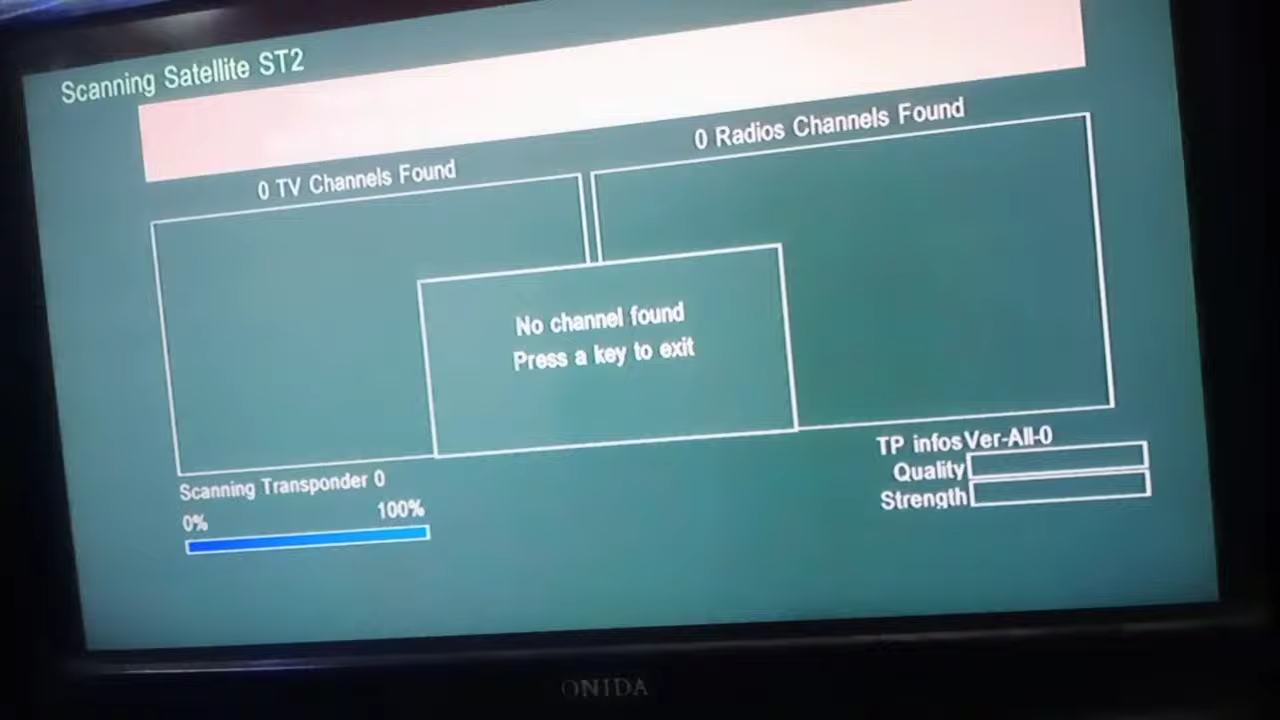 Scanning Satellite ST2
0 TV Channels Found
0 Radios Channels Found
No channel found
Press a key to exit
TP infos Ver-All-0
Quality
Strength
Scanning Transponder 0
0% 100%
ONIDA